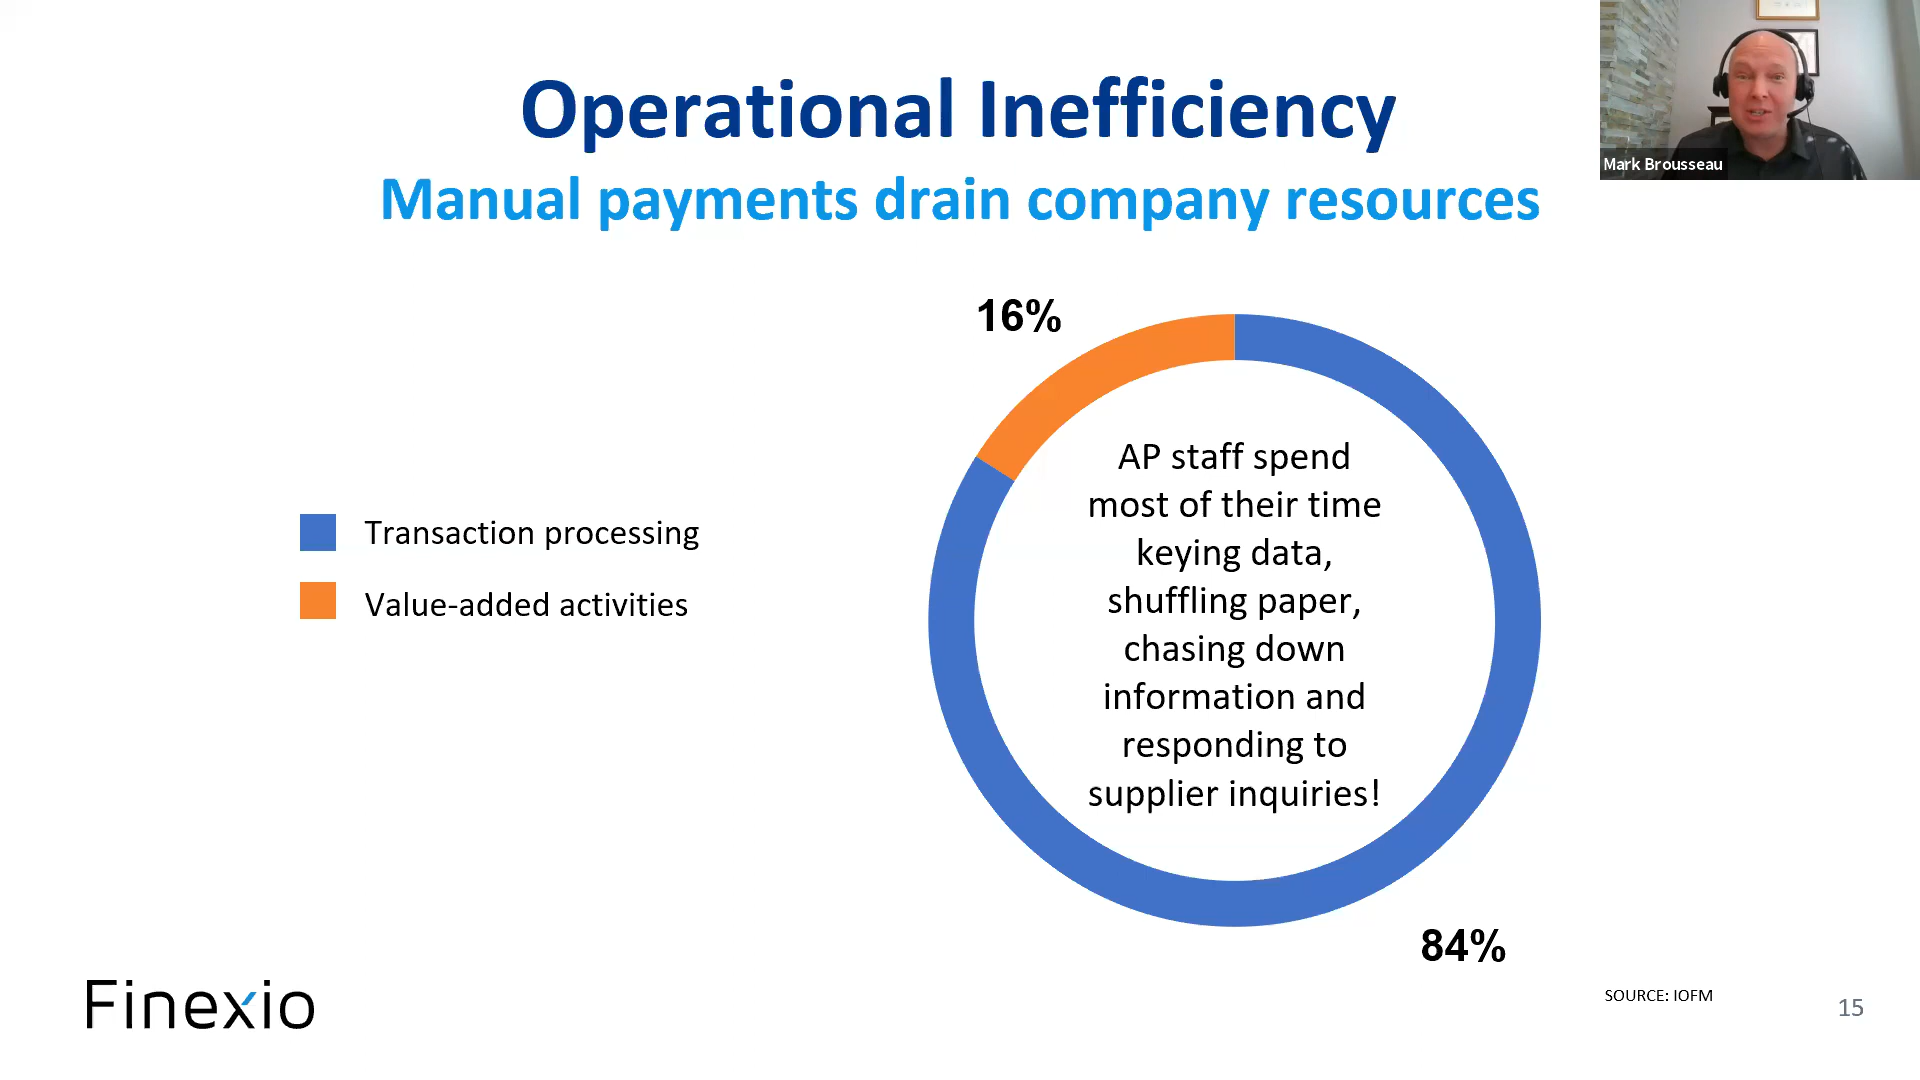 Operational Inefficiency
Manual payments drain company resources
Mark Brousseau
16%
Transaction processing
Value-added activities
AP staff spend
most of their time
keying data,
shuffling paper,
chasing down
information and
responding to
supplier inquiries!
84%
Finexio
SOURCE: IOFM
15